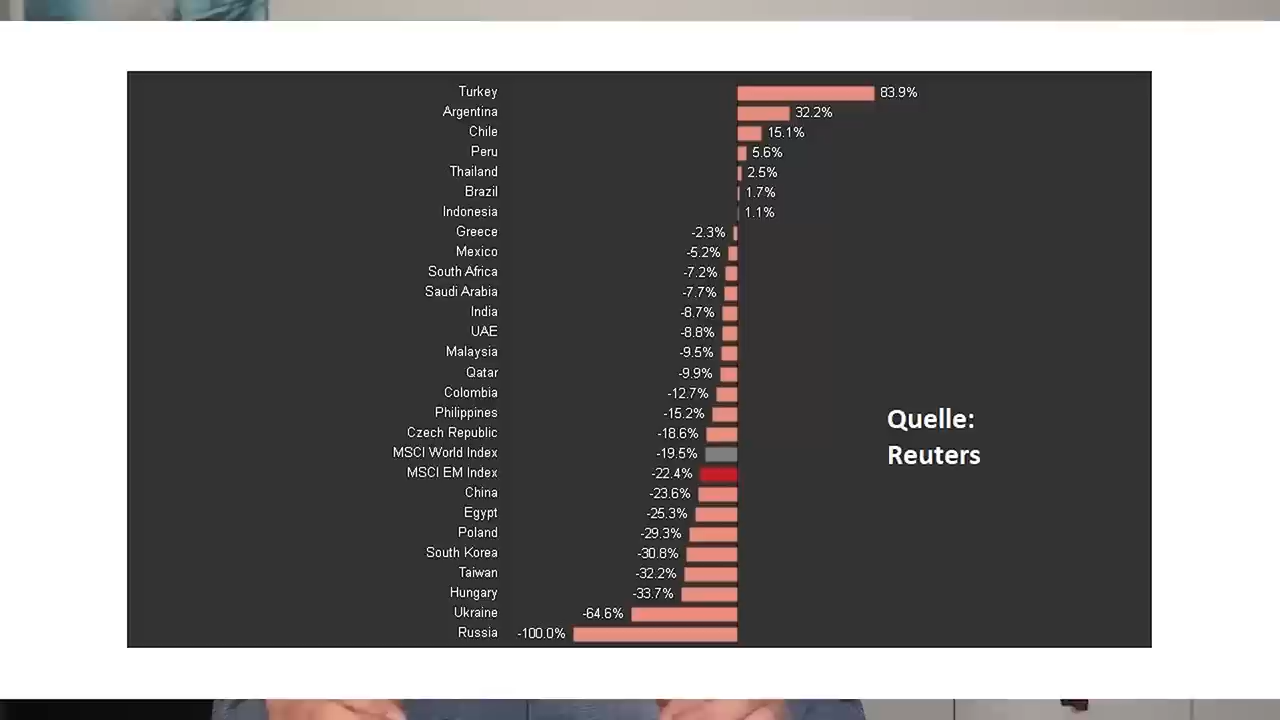 Turkey 83.9%
Argentina 32.2%
Chile 15.1%
Peru 5.6%
Thailand 2.5%
Brazil 1.7%
Indonesia 1.1%
Greece -2.3%
Mexico -5.2%
South Africa -7.2%
Saudi Arabia -7.7%
India -8.7%
UAE -8.8%
Malaysia -9.5%
Qatar -9.9%
Colombia -12.7%
Philippines -15.2%
Czech Republic -18.6%
MSCI World Index -19.5%
MSCI EM Index -22.4%
China -23.6%
Egypt -25.3%
Poland -29.3%
South Korea -30.8%
Taiwan -32.2%
Hungary -33.7%
Ukraine -64.6%
Russia -100.0%
Quelle:
Reuters